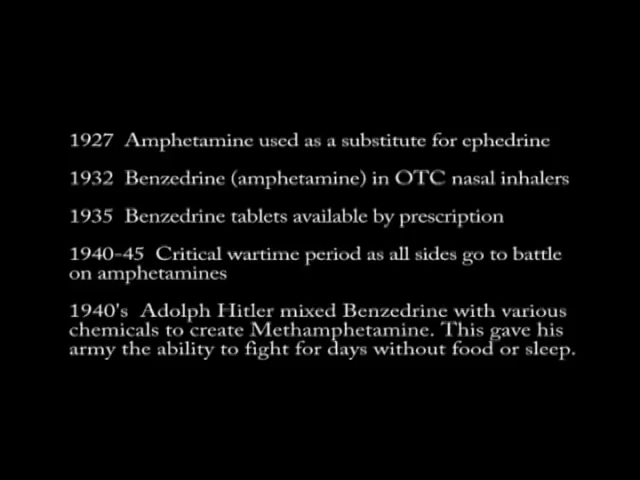 1927 Amphetamine used as a substitute for ephedrine
1932 Benzedrine (amphetamine) in OTC nasal inhalers
1935 Benzedrine tablets available by prescription
1940-45 Critical wartime period as all sides go to battle
on amphetamines
1940's Adolph Hitler mixed Benzedrine with various
chemicals to create Methamphetamine. This gave his
army the ability to fight for days without food or sleep.